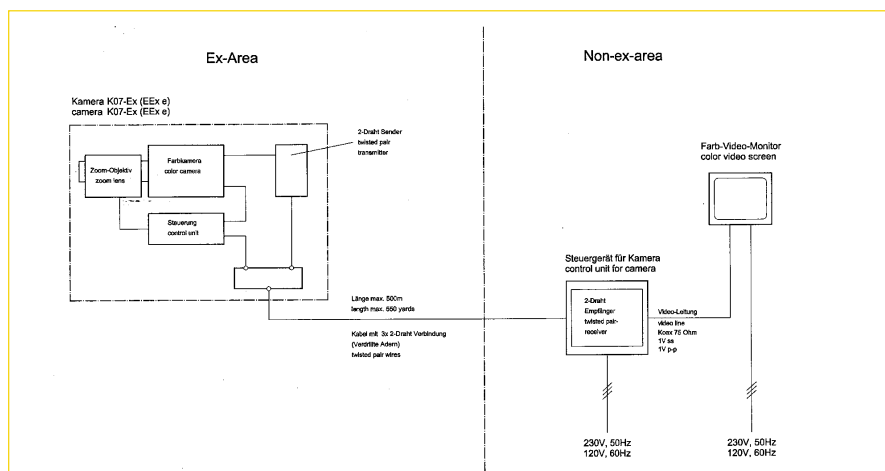 Ex-Area
Non-ex-area
Kamera K07-Ex (EEx e)
camera K07-Ex (EEx e)
2-Draht Sender
twisted pair
transmitter
Zoom-Objektiv
zoom lens
Farbkamera
color camera
Steuerung
control unit
Farb-Video-Monitor
color video screen
Steuergerät für Kamera
control unit for camera
2-Draht
Empfänger
twisted pair-
receiver
Video-Leitung
video line
Koax 75 Ohm
1V ss
1V p-p
Länge max. 500m
length max. 550 yards
Kabel mit 3x 2-Draht Verbindung
(Verdrillte Adern)
twisted pair wires
230V, 50Hz
120V, 60Hz
230V, 50Hz
120V, 60Hz